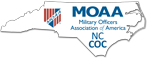 MOAA
Military Officers
Association of America
NC
COC